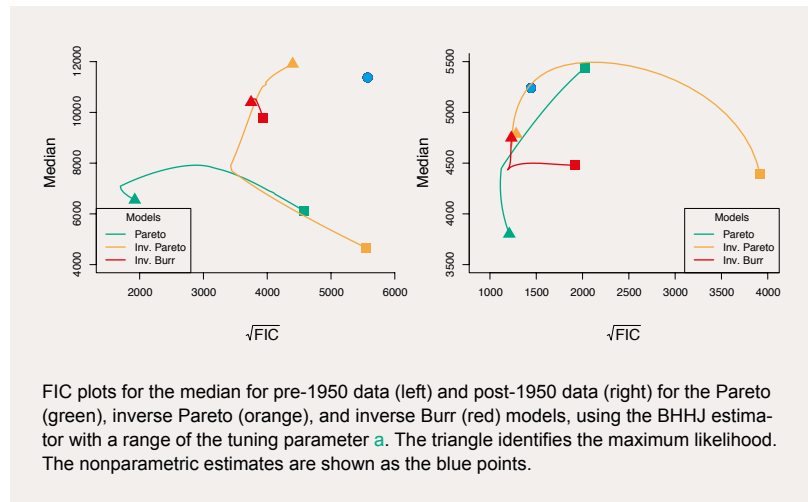 12000
10000
8000
6000
4000
Median
2000
3000
4000
5000
6000
√FIC
Models
Pareto
Inv. Pareto
Inv. Burr
5500
5000
4500
4000
3500
Median
1000
1500
2000
2500
3000
3500
4000
√FIC
Models
Pareto
Inv. Pareto
Inv. Burr
FIC plots for the median for pre-1950 data (left) and post-1950 data (right) for the Pareto
(green), inverse Pareto (orange), and inverse Burr (red) models, using the BHHJ estima-
tor with a range of the tuning parameter a. The triangle identifies the maximum likelihood.
The nonparametric estimates are shown as the blue points.